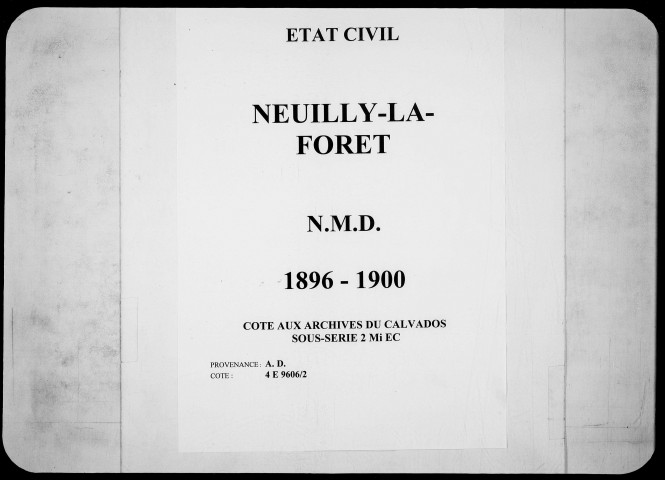 ETAT CIVIL
NEUILLY-LA-
FORET
N.M.D.
1896 - 1900
COTE AUX ARCHIVES DU CALVADOS
SOUS-SERIE 2 Mi EC
PROVENANCE : A. D.
COTE : 4 E 9606/2